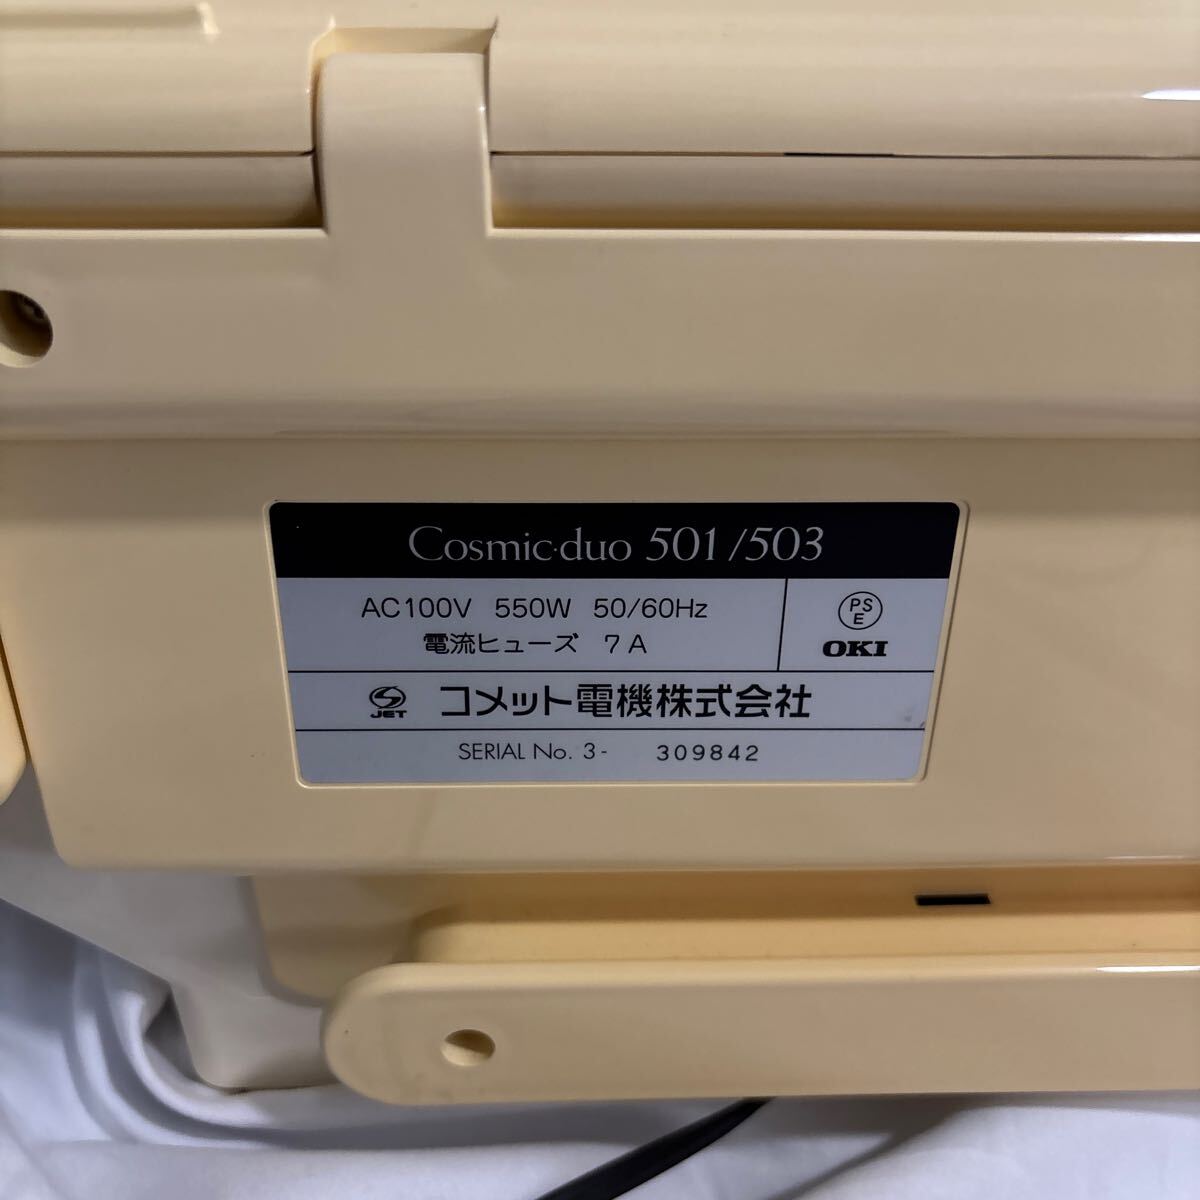 Cosmic·duo 501/503
AC100V 550W 50/60Hz
電流ヒューズ 7A
PS
E
OKI
JET コメット電機株式会社
SERIAL No. 3- 309842